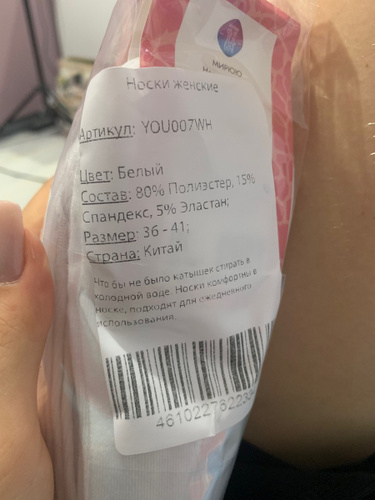 МИНОЮ
Носки женские
Артикул: YOU007WH
Цвет: Белый
Состав: 80% Полиэстер, 15%
Спандекс, 5% Эластан;
Размер: 36 - 41;
Страна: Китай
Что бы не было катышек стирать в
холодной воде. Носки комфортны в
носке, подходят для ежедневного
использования.